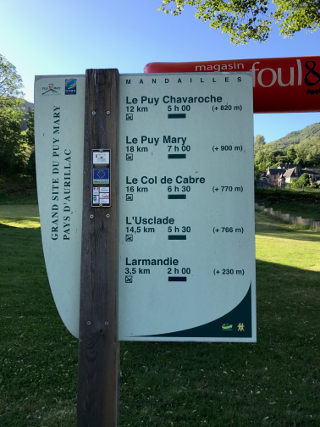 magasin
foul&
MANDAILLES
GRAND SITE DU PUY MARY
PAYS D'AURILLAC
Le Puy Chavaroche
12 km 5 h 00 (+ 820 m)
Le Puy Mary
18 km 7 h 00 (+ 900 m)
Le Col de Cabre
16 km 6 h 30 (+ 770 m)
L'Usclade
14,5 km 5 h 30 (+ 766 m)
Larmandie
3,5 km 2 h 00 (+ 230 m)